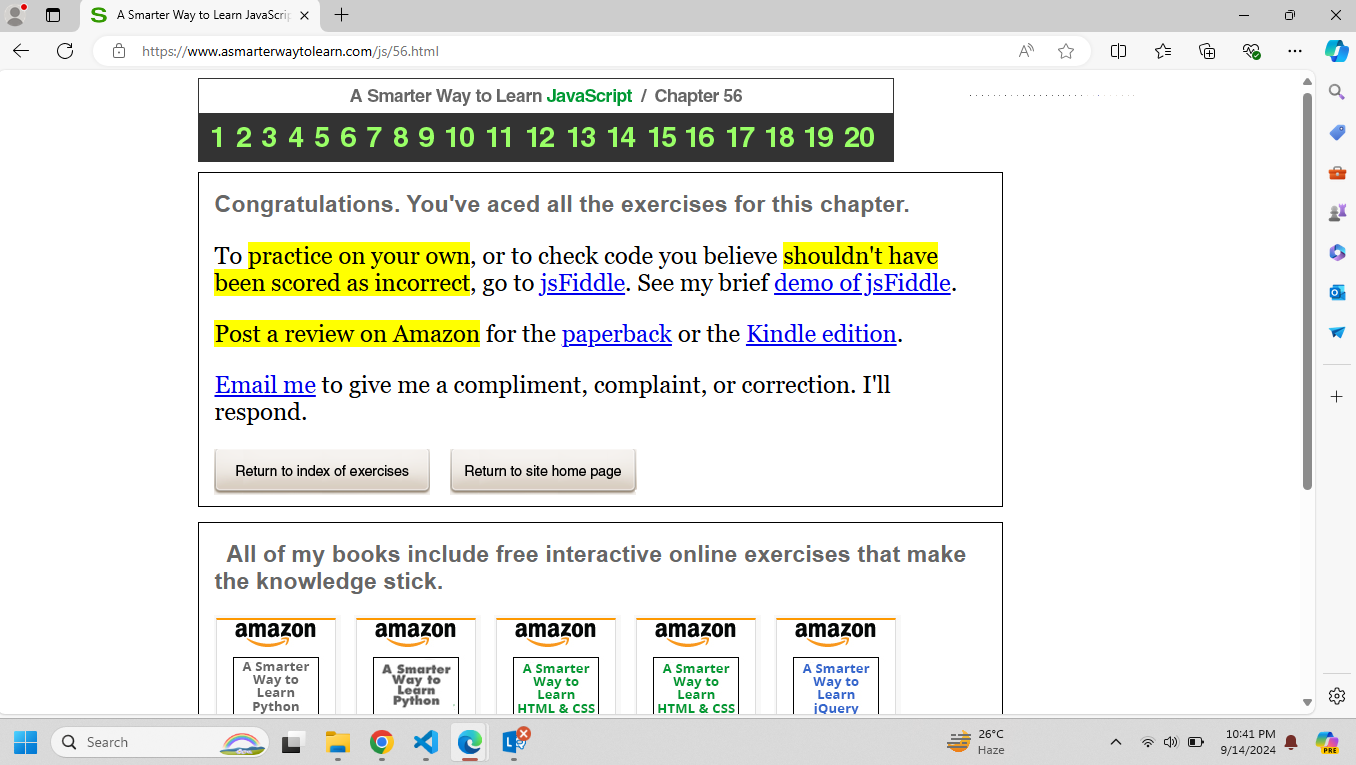 A Smarter Way to Learn JavaScrip
https://www.asmarterwaytolearn.com/js/56.html
A Smarter Way to Learn JavaScript / Chapter 56
1 2 3 4 5 6 7 8 9 10 11 12 13 14 15 16 17 18 19 20
Congratulations. You've aced all the exercises for this chapter.
To practice on your own, or to check code you believe shouldn't have
been scored as incorrect, go to jsFiddle. See my brief demo of jsFiddle.
Post a review on Amazon for the paperback or the Kindle edition.
Email me to give me a compliment, complaint, or correction. I'll
respond.
Return to index of exercises
Return to site home page
All of my books include free interactive online exercises that make
the knowledge stick.
amazon amazon amazon amazon amazon
A Smarter A Smarter A Smarter A Smarter A Smarter
Way to Way to Way to Way to Way to
Learn Learn Learn Learn Learn
Python Python HTML & CSS HTML & CSS jQuery
Search
26°C
Haze
10:41 PM
9/14/2024
PRE